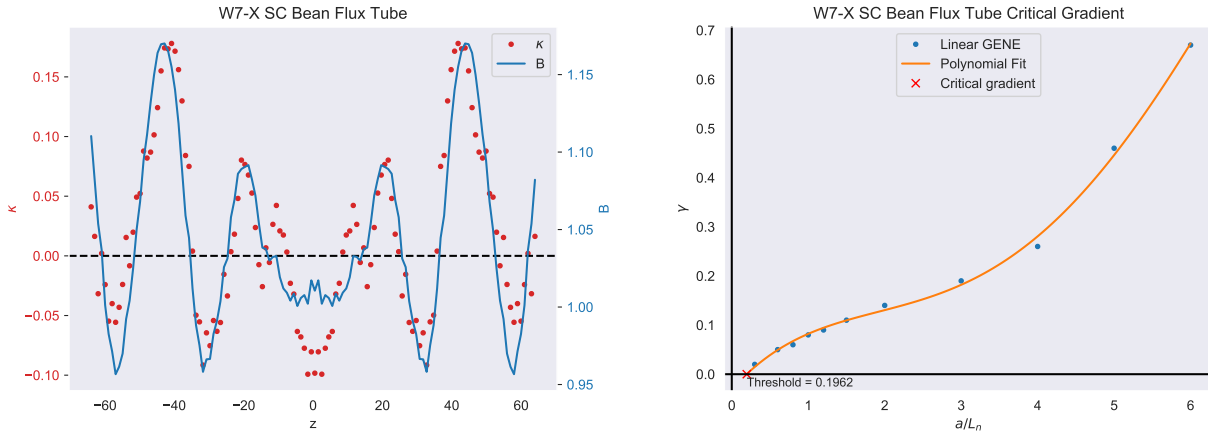 W7-X SC Bean Flux Tube
κ
B
0.15
0.10
0.05
0.00
−0.05
−0.10
κ
1.15
1.10
1.05
1.00
0.95
B
−60
−40
−20
0
20
40
60
z
W7-X SC Bean Flux Tube Critical Gradient
Linear GENE
Polynomial Fit
Critical gradient
0.7
0.6
0.5
0.4
0.3
0.2
0.1
0.0
γ
Threshold = 0.1962
0
1
2
3
4
5
6
a/Lₙ